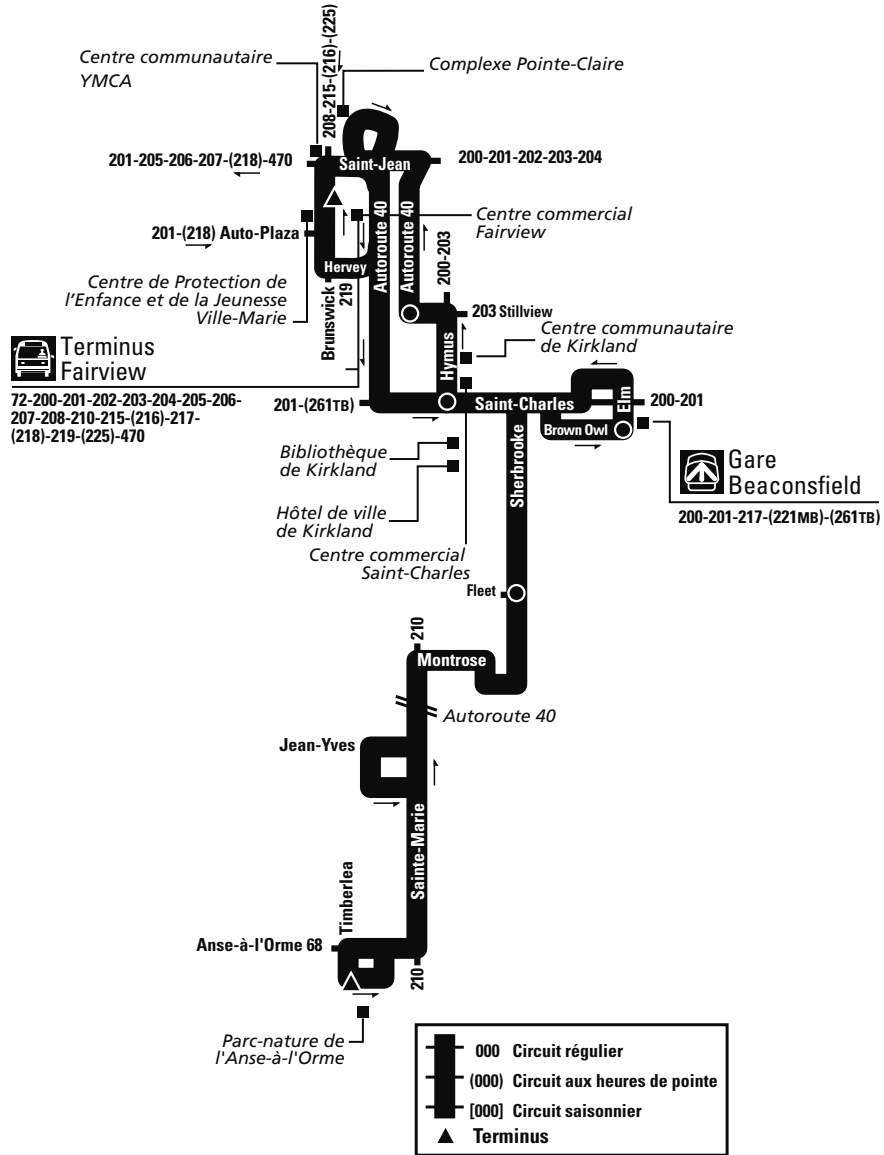 208-215-(216)-(225)
Centre communautaire
YMCA
Complexe Pointe-Claire
201-205-206-207-(218)-470
Saint-Jean
200-201-202-203-204
Autoroute 40
Autoroute 40
Centre commercial
Fairview
201-(218) Auto-Plaza
200-203
Hervey
Centre de Protection de
l'Enfance et de la Jeunesse
Ville-Marie
Brunswick
219
203 Stillview
Hymus
Centre communautaire
de Kirkland
Terminus
Fairview
72-200-201-202-203-204-205-206-
207-208-210-215-(216)-217-
(218)-219-(225)-470
201-(261TB)
Saint-Charles
Elm
200-201
Brown Owl
Bibliothèque
de Kirkland
Sherbrooke
Gare
Beaconsfield
200-201-217-(221MB)-(261TB)
Hôtel de ville
de Kirkland
Centre commercial
Saint-Charles
Fleet
210
Montrose
Autoroute 40
Jean-Yves
Sainte-Marie
Timberlea
Anse-à-l'Orme 68
210
Parc-nature de
l'Anse-à-l'Orme
000 Circuit régulier
(000) Circuit aux heures de pointe
[000] Circuit saisonnier
Terminus